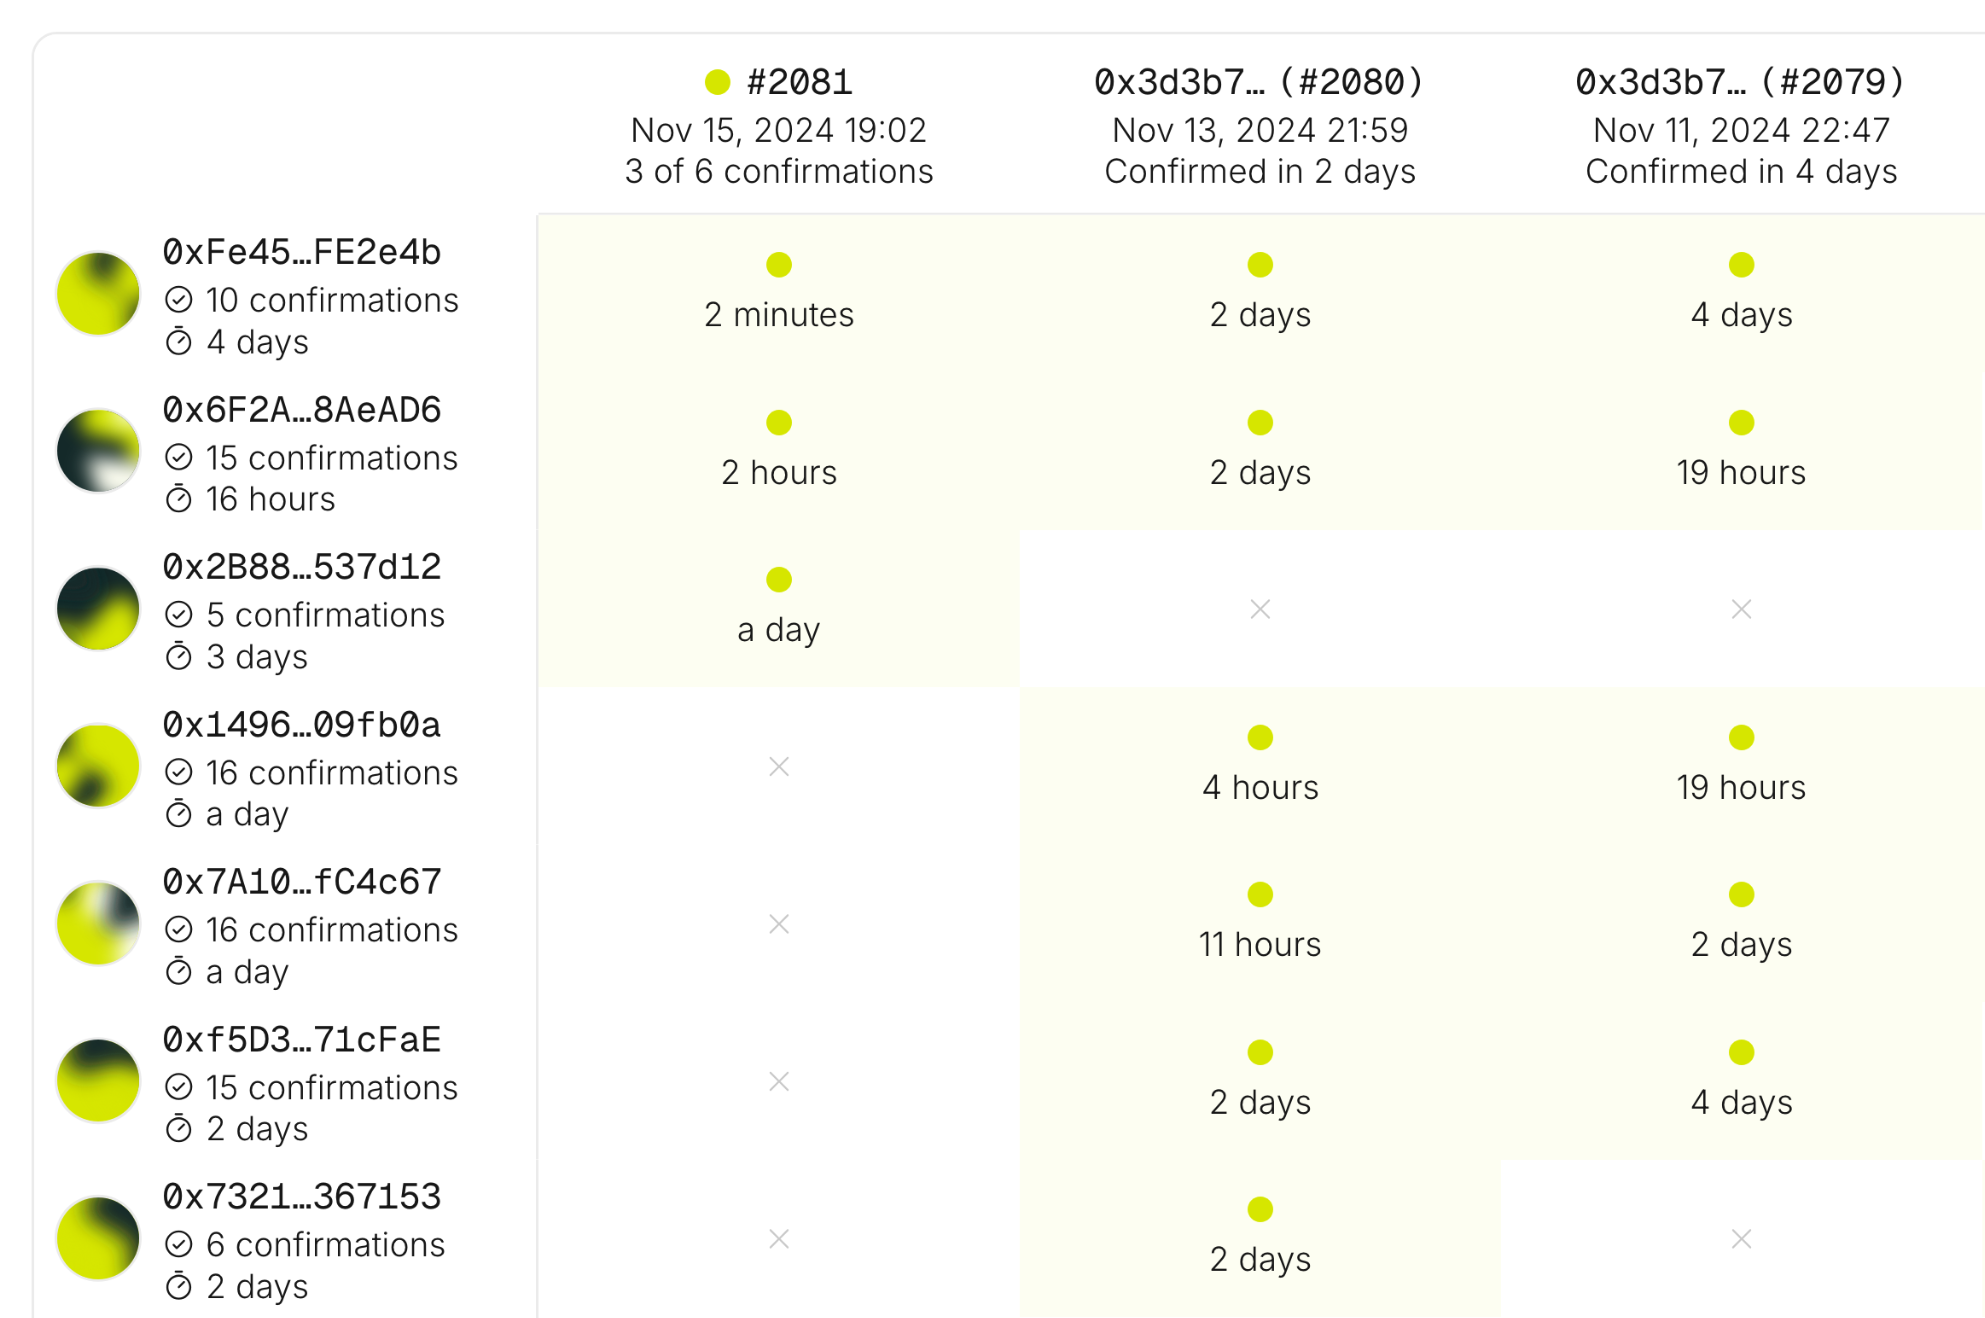 #2081
Nov 15, 2024 19:02
3 of 6 confirmations
0x3d3b7… (#2080)
Nov 13, 2024 21:59
Confirmed in 2 days
0x3d3b7… (#2079)
Nov 11, 2024 22:47
Confirmed in 4 days
0xFe45…FE2e4b
10 confirmations
4 days
2 minutes
2 days
4 days
0x6F2A…8AeAD6
15 confirmations
16 hours
2 hours
2 days
19 hours
0x2B88…537d12
5 confirmations
3 days
a day
0x1496…09fb0a
16 confirmations
a day
4 hours
19 hours
0x7A10…fC4c67
16 confirmations
a day
11 hours
2 days
0xf5D3…71cFaE
15 confirmations
2 days
2 days
4 days
0x7321…367153
6 confirmations
2 days
2 days